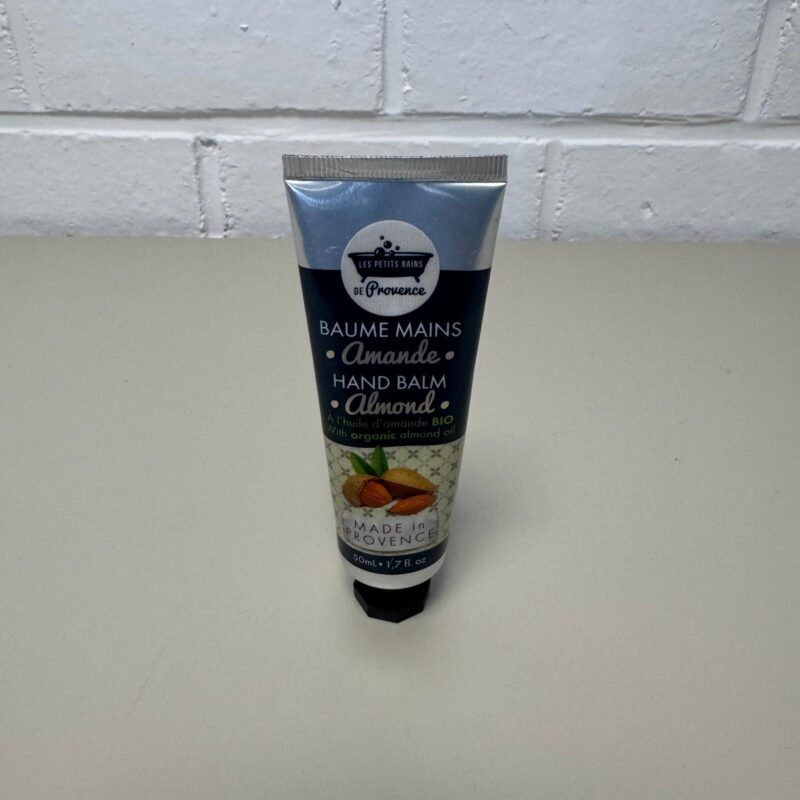 LES PETITS BAINS
DE Provence
BAUME MAINS
• Amande •
HAND BALM
• Almond •
A l'huile d'amande BIO
With organic almond oil
MADE in
PROVENCE
50mL • 1,7 fl. oz